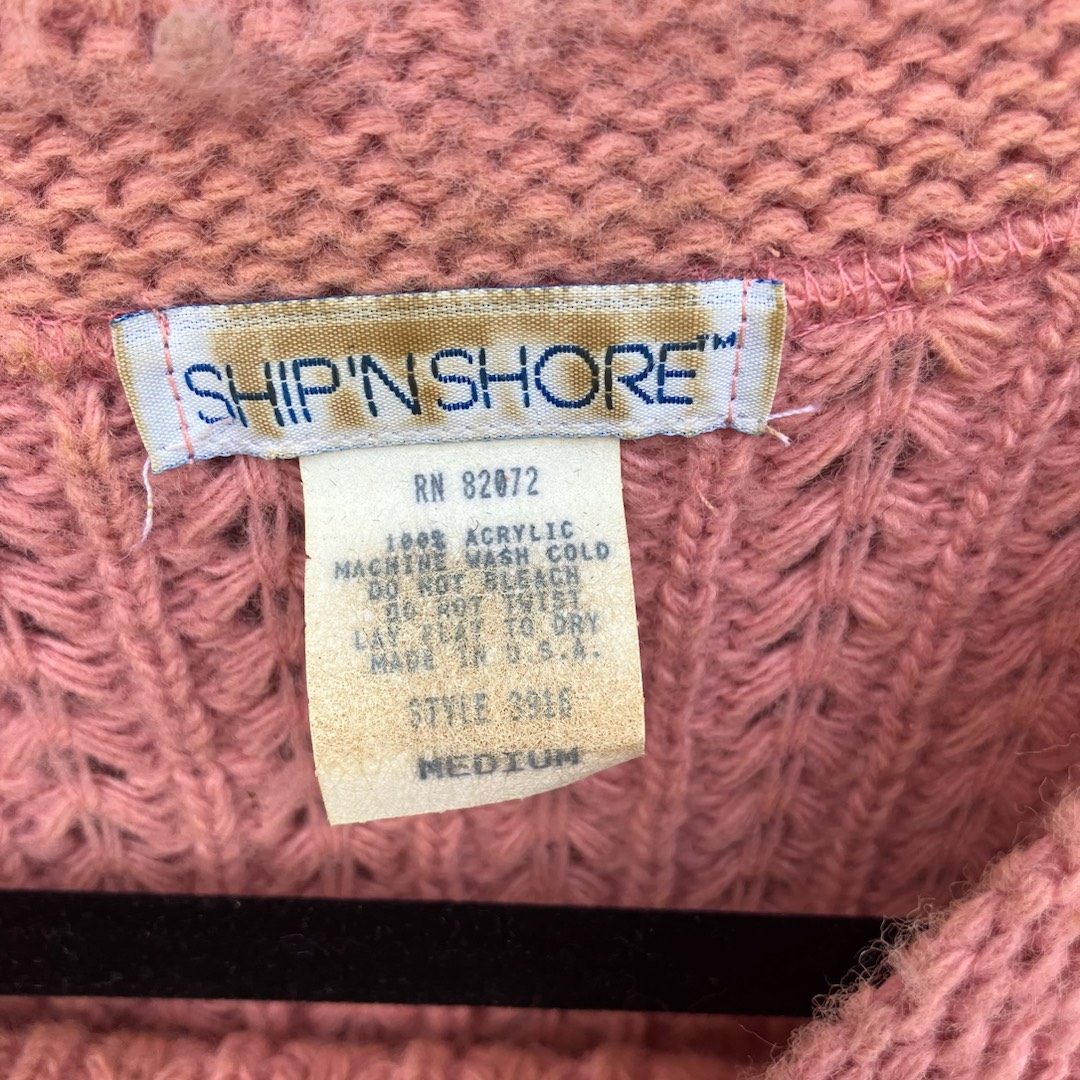 SHIP'N SHORE™
RN 82072
100% ACRYLIC
MACHINE WASH COLD
DO NOT BLEACH
DO NOT TWIST
LAY FLAT TO DRY
MADE IN U.S.A.
STYLE 3916
MEDIUM